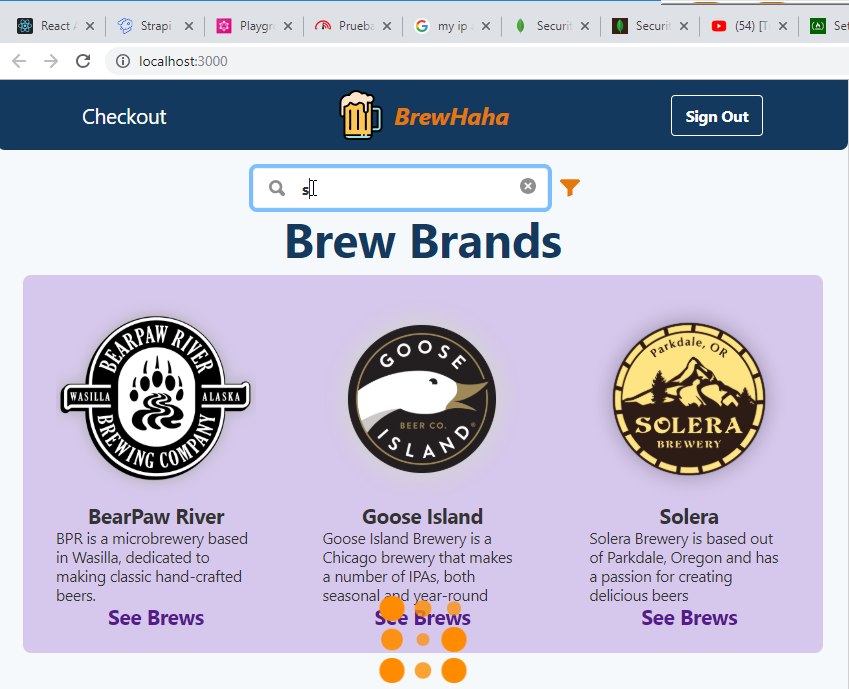 React A
Strapi
Playgr
Prueba
my ip a
Securit
Securit
(54) [T
Set
localhost:3000
Checkout
BrewHaha
Sign Out
s
Brew Brands
BEARPAW RIVER
WASILLA
ALASKA
BREWING COMPANY
GOOSE
BEER CO.
ISLAND
Parkdale, OR
SOLERA
BREWERY
BearPaw River
Goose Island
Solera
BPR is a microbrewery based
in Wasilla, dedicated to
making classic hand-crafted
beers.
Goose Island Brewery is a
Chicago brewery that makes
a number of IPAs, both
seasonal and year-round
Solera Brewery is based out
of Parkdale, Oregon and has
a passion for creating
delicious beers
See Brews
See Brews
See Brews